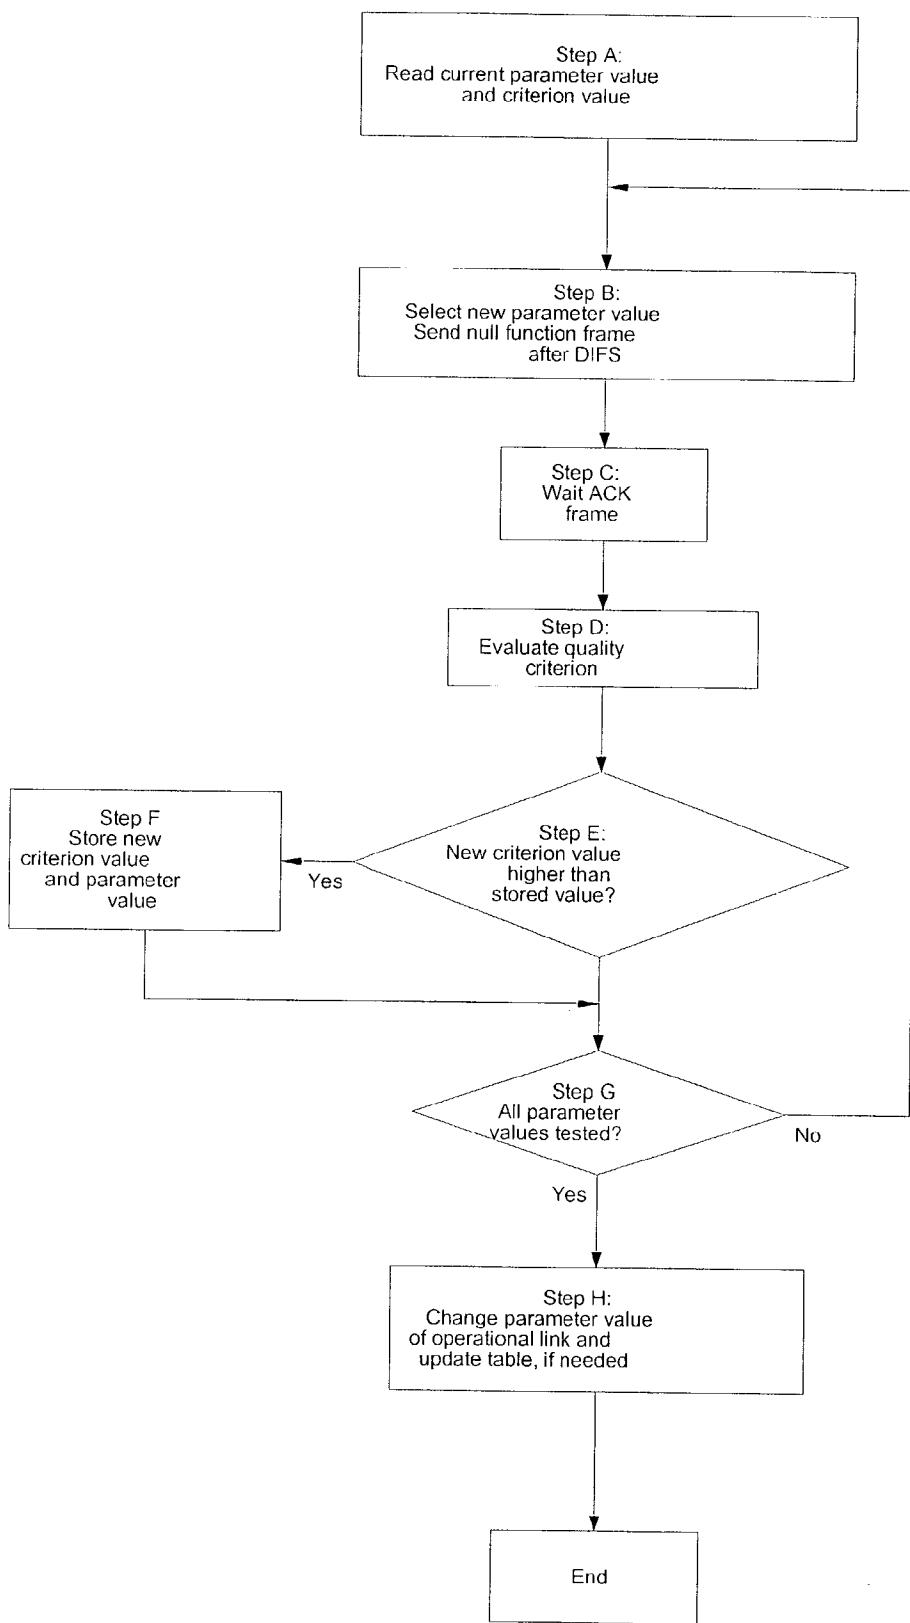 Step A:
Read current parameter value
and criterion value
Step B:
Select new parameter value
Send null function frame
after DIFS
Step C:
Wait ACK
frame
Step D:
Evaluate quality
criterion
Step E:
New criterion value
higher than
stored value?
Yes
Step F
Store new
criterion value
and parameter
value
Step G
All parameter
values tested?
No
Yes
Step H:
Change parameter value
of operational link and
update table, if needed
End